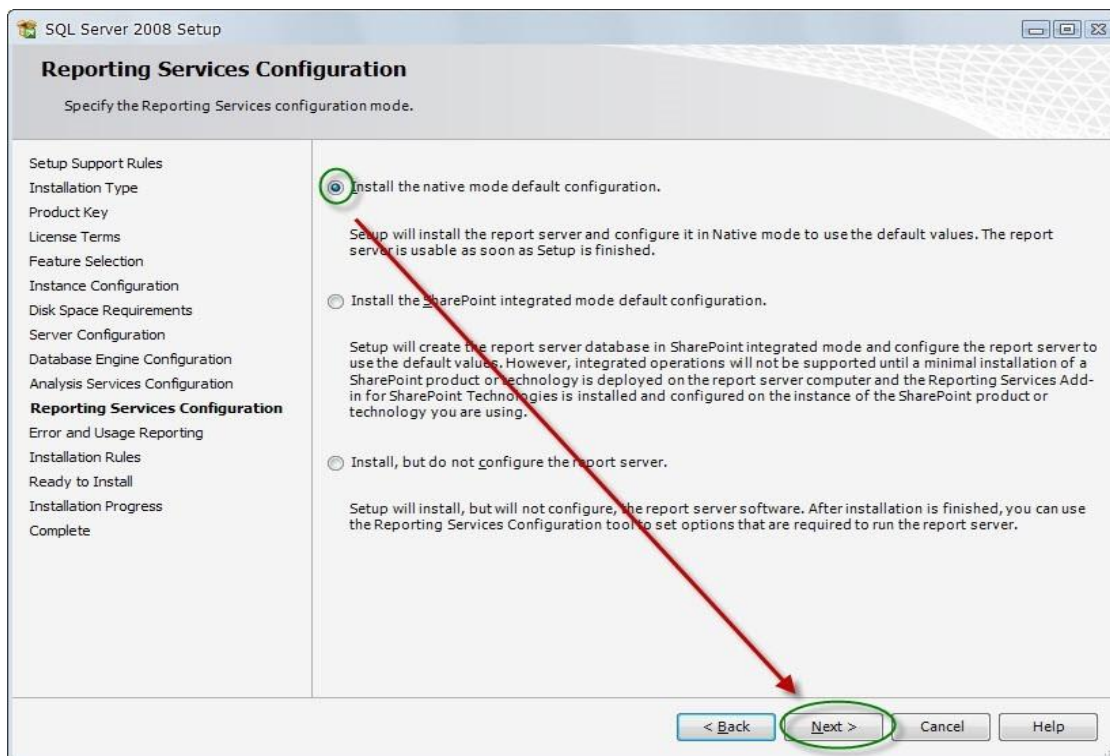 SQL Server 2008 Setup
Reporting Services Configuration
Specify the Reporting Services configuration mode.
Setup Support Rules
Installation Type
Product Key
License Terms
Feature Selection
Instance Configuration
Disk Space Requirements
Server Configuration
Database Engine Configuration
Analysis Services Configuration
Reporting Services Configuration
Error and Usage Reporting
Installation Rules
Ready to Install
Installation Progress
Complete
Install the native mode default configuration.
Setup will install the report server and configure it in Native mode to use the default values. The report
server is usable as soon as Setup is finished.
Install the SharePoint integrated mode default configuration.
Setup will create the report server database in SharePoint integrated mode and configure the report server to
use the default values. However, integrated operations will not be supported until a minimal installation of a
SharePoint product or technology is deployed on the report server computer and the Reporting Services Add-
in for SharePoint Technologies is installed and configured on the instance of the SharePoint product or
technology you are using.
Install, but do not configure the report server.
Setup will install, but will not configure, the report server software. After installation is finished, you can use
the Reporting Services Configuration tool to set options that are required to run the report server.
< Back
Next >
Cancel
Help